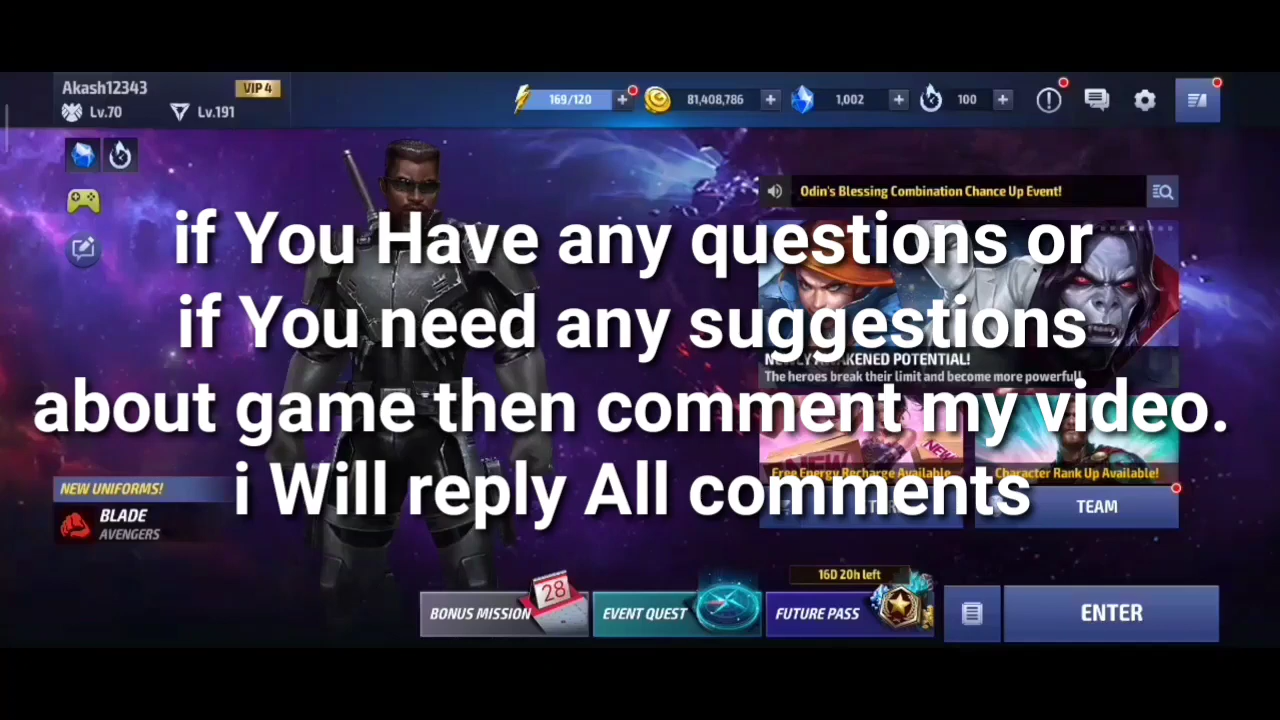 Akash12343
VIP 4
Lv.70
Lv.191
169/120
81,408,786
1,002
100
Odin's Blessing Combination Chance Up Event!
if You Have any questions or
if You need any suggestions
about game then comment my video.
i Will reply All comments
NEWLY AWAKENED POTENTIAL!
The heroes break their limit and become more powerful!
NEW
Free Energy Recharge Available
Character Rank Up Available!
TEAM
NEW UNIFORMS!
BLADE
AVENGERS
16D 20h left
BONUS MISSION
28
EVENT QUEST
FUTURE PASS
ENTER